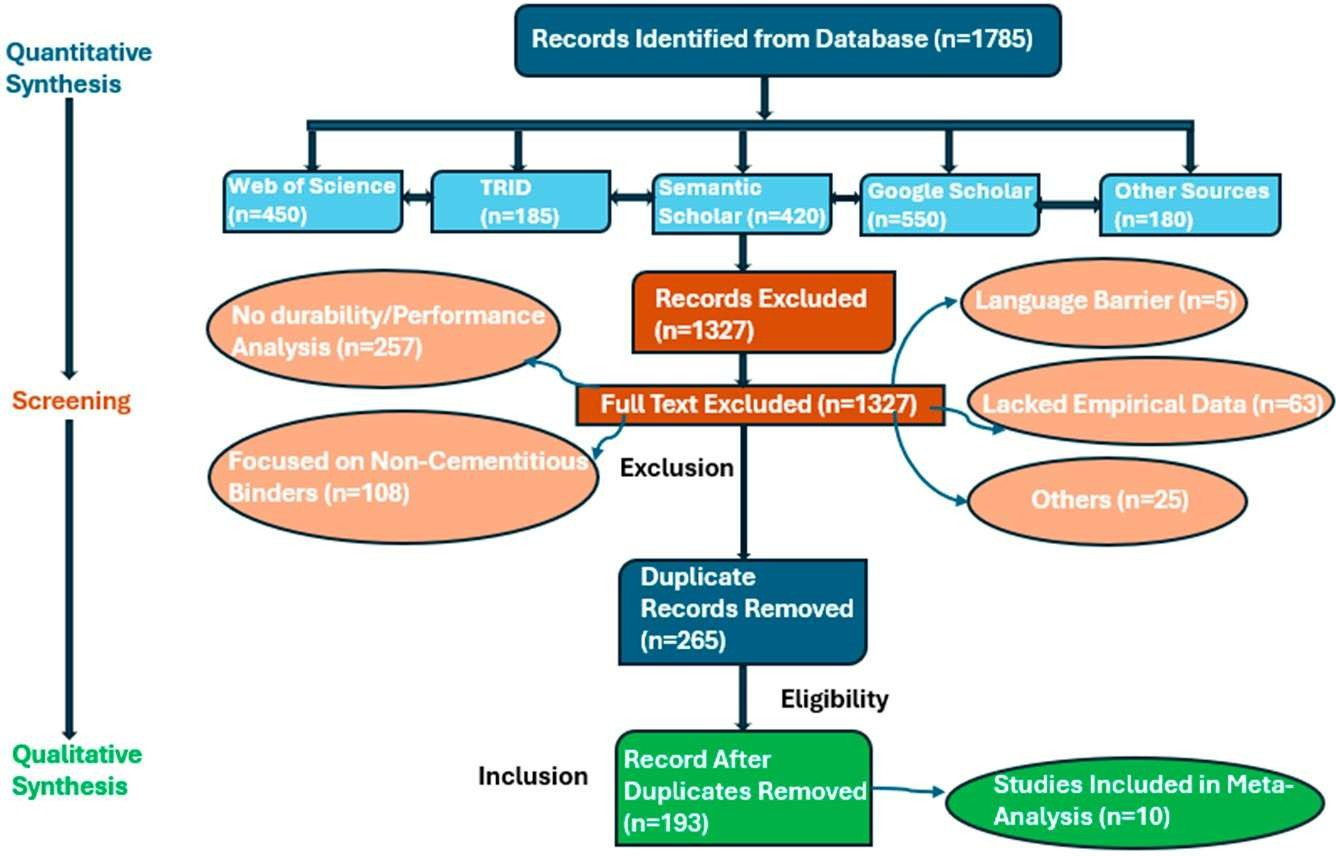 Records Identified from Database (n=1785)
Quantitative
Synthesis
Web of Science
(n=450)
TRID
(n=185)
Semantic
Scholar (n=420)
Google Scholar
(n=550)
Other Sources
(n=180)
Records Excluded
(n=1327)
No durability/Performance
Analysis (n=257)
Language Barrier (n=5)
Screening
Full Text Excluded (n=1327)
Lacked Empirical Data (n=63)
Focused on Non-Cementitious
Binders (n=108)
Exclusion
Others (n=25)
Duplicate
Records Removed
(n=265)
Eligibility
Qualitative
Synthesis
Inclusion
Record After
Duplicates Removed
(n=193)
Studies Included in Meta-
Analysis (n=10)